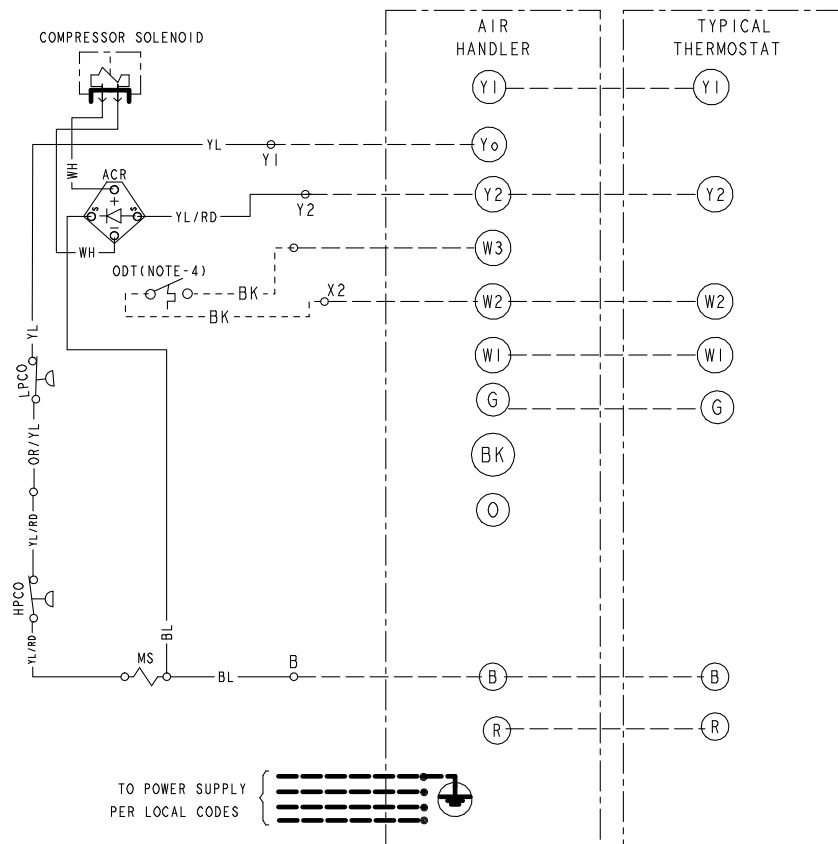 COMPRESSOR SOLENOID
AIR
HANDLER
TYPICAL
THERMOSTAT
Y1
Y1
YL
Y1
Yo
WH
ACR
+
S
S
−
YL/RD
Y2
Y2
Y2
WH
W3
ODT(NOTE-4)
BK
BK
X2
W2
W2
YL
LPCO
W1
W1
G
G
OR/YL
BK
O
YL/RD
HPCO
BL
YL/RD
MS
BL
B
B
B
R
R
TO POWER SUPPLY
PER LOCAL CODES